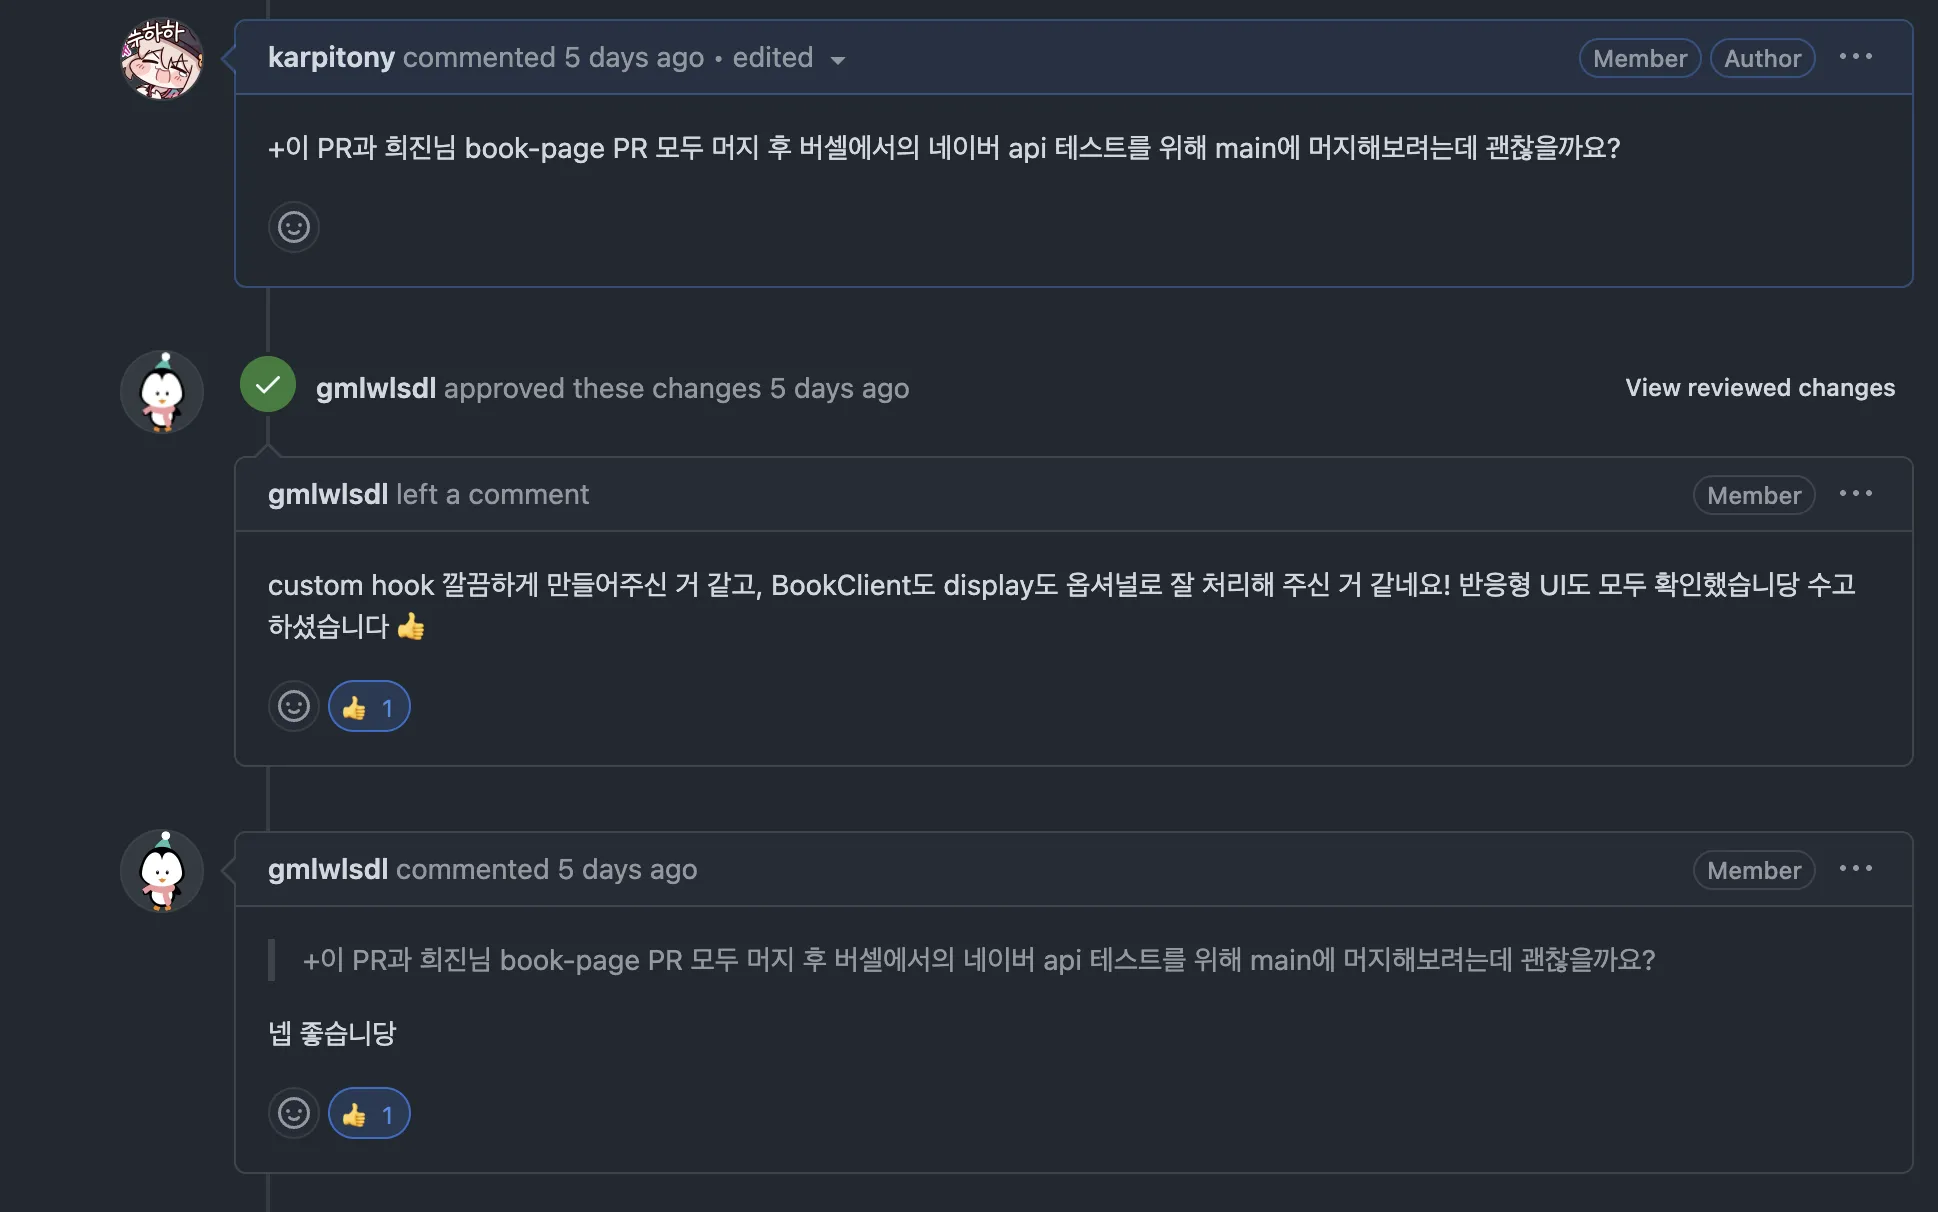 수하하
karpitony commented 5 days ago • edited
Member
Author
+이 PR과 희진님 book-page PR 모두 머지 후 버셀에서의 네이버 api 테스트를 위해 main에 머지해보려는데 괜찮을까요?
gmlwlsdl approved these changes 5 days ago
View reviewed changes
gmlwlsdl left a comment
Member
custom hook 깔끔하게 만들어주신 거 같고, BookClient도 display도 옵셔널로 잘 처리해 주신 거 같네요! 반응형 UI도 모두 확인했습니당 수고
하셨습니다 👍
👍 1
gmlwlsdl commented 5 days ago
Member
+이 PR과 희진님 book-page PR 모두 머지 후 버셀에서의 네이버 api 테스트를 위해 main에 머지해보려는데 괜찮을까요?
넵 좋습니당
👍 1